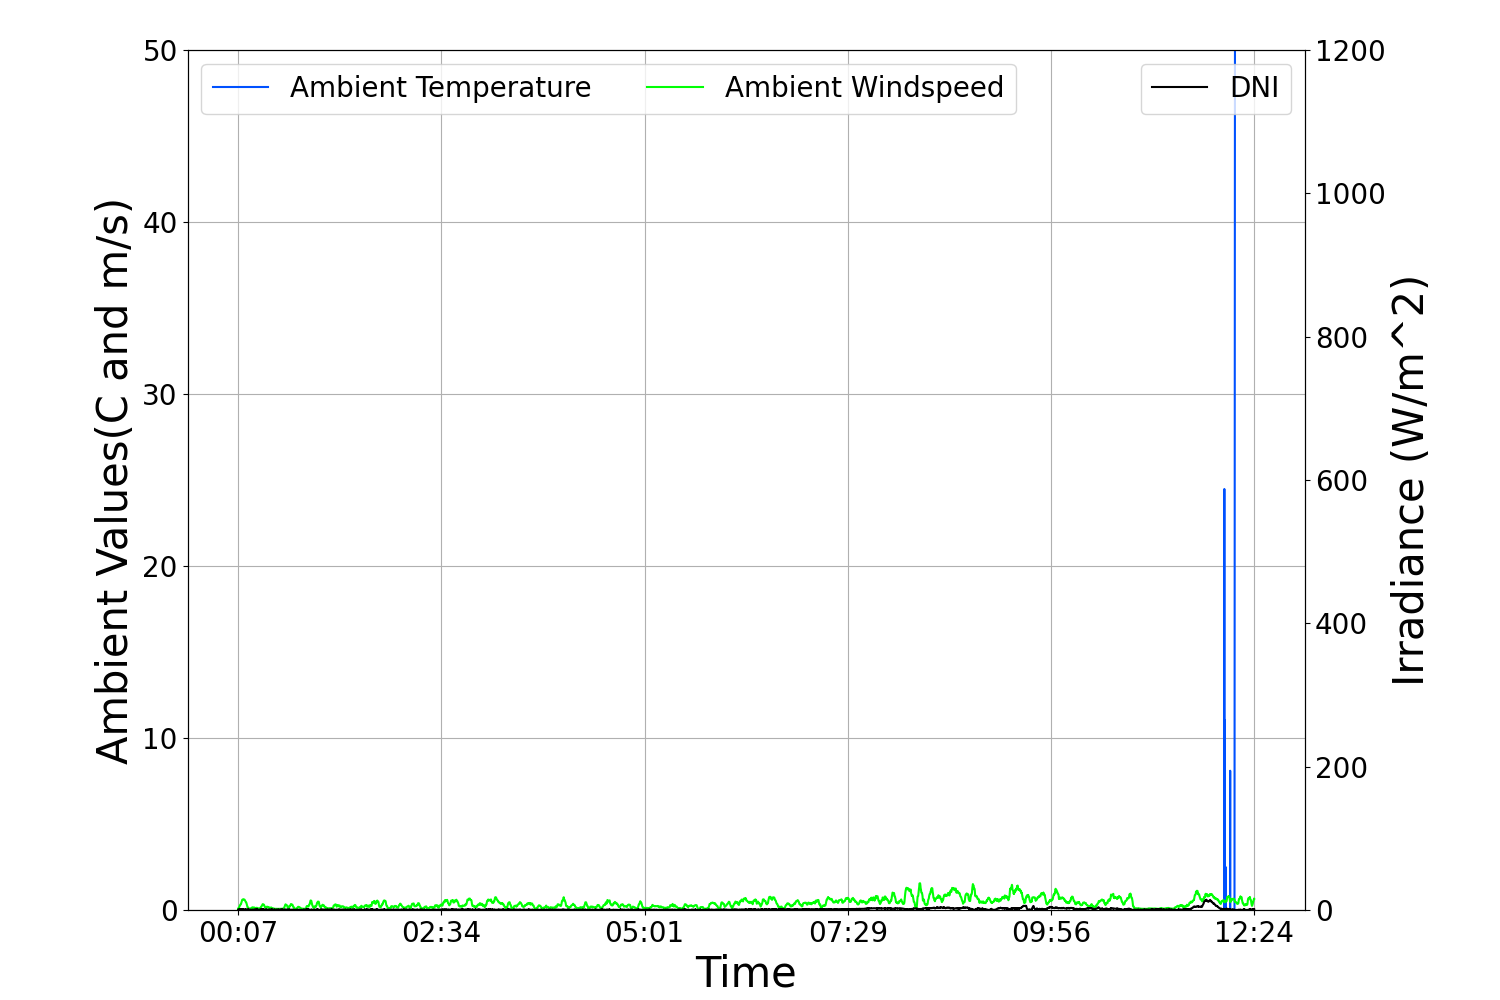 Ambient Temperature Ambient Windspeed DNI
Ambient Values(C and m/s)
50
40
30
20
10
0
1200
1000
800
600
400
200
0
Irradiance (W/m^2)
00:07 02:34 05:01 07:29 09:56 12:24
Time